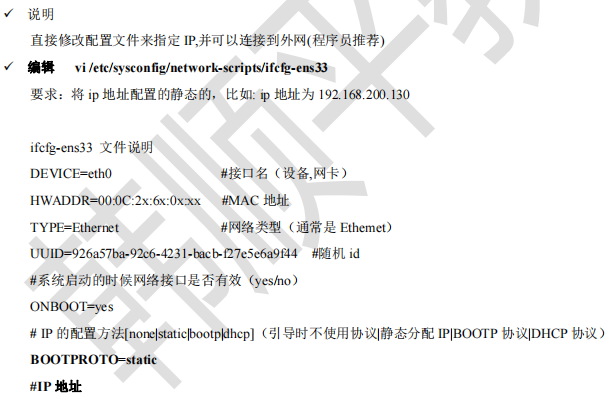 ✓ 说明
直接修改配置文件来指定 IP,并可以连接到外网(程序员推荐)
✓ 编辑 vi /etc/sysconfig/network-scripts/ifcfg-ens33
要求：将 ip 地址配置的静态的，比如: ip 地址为 192.168.200.130
ifcfg-ens33 文件说明
DEVICE=eth0 #接口名（设备,网卡）
HWADDR=00:0C:2x:6x:0x:xx #MAC 地址
TYPE=Ethernet #网络类型（通常是 Ethemet）
UUID=926a57ba-92c6-4231-bacb-f27e5e6a9f44 #随机 id
#系统启动的时候网络接口是否有效（yes/no）
ONBOOT=yes
# IP 的配置方法[none|static|bootp|dhcp]（引导时不使用协议|静态分配 IP|BOOTP 协议|DHCP 协议）
BOOTPROTO=static
#IP 地址
韩顺平教